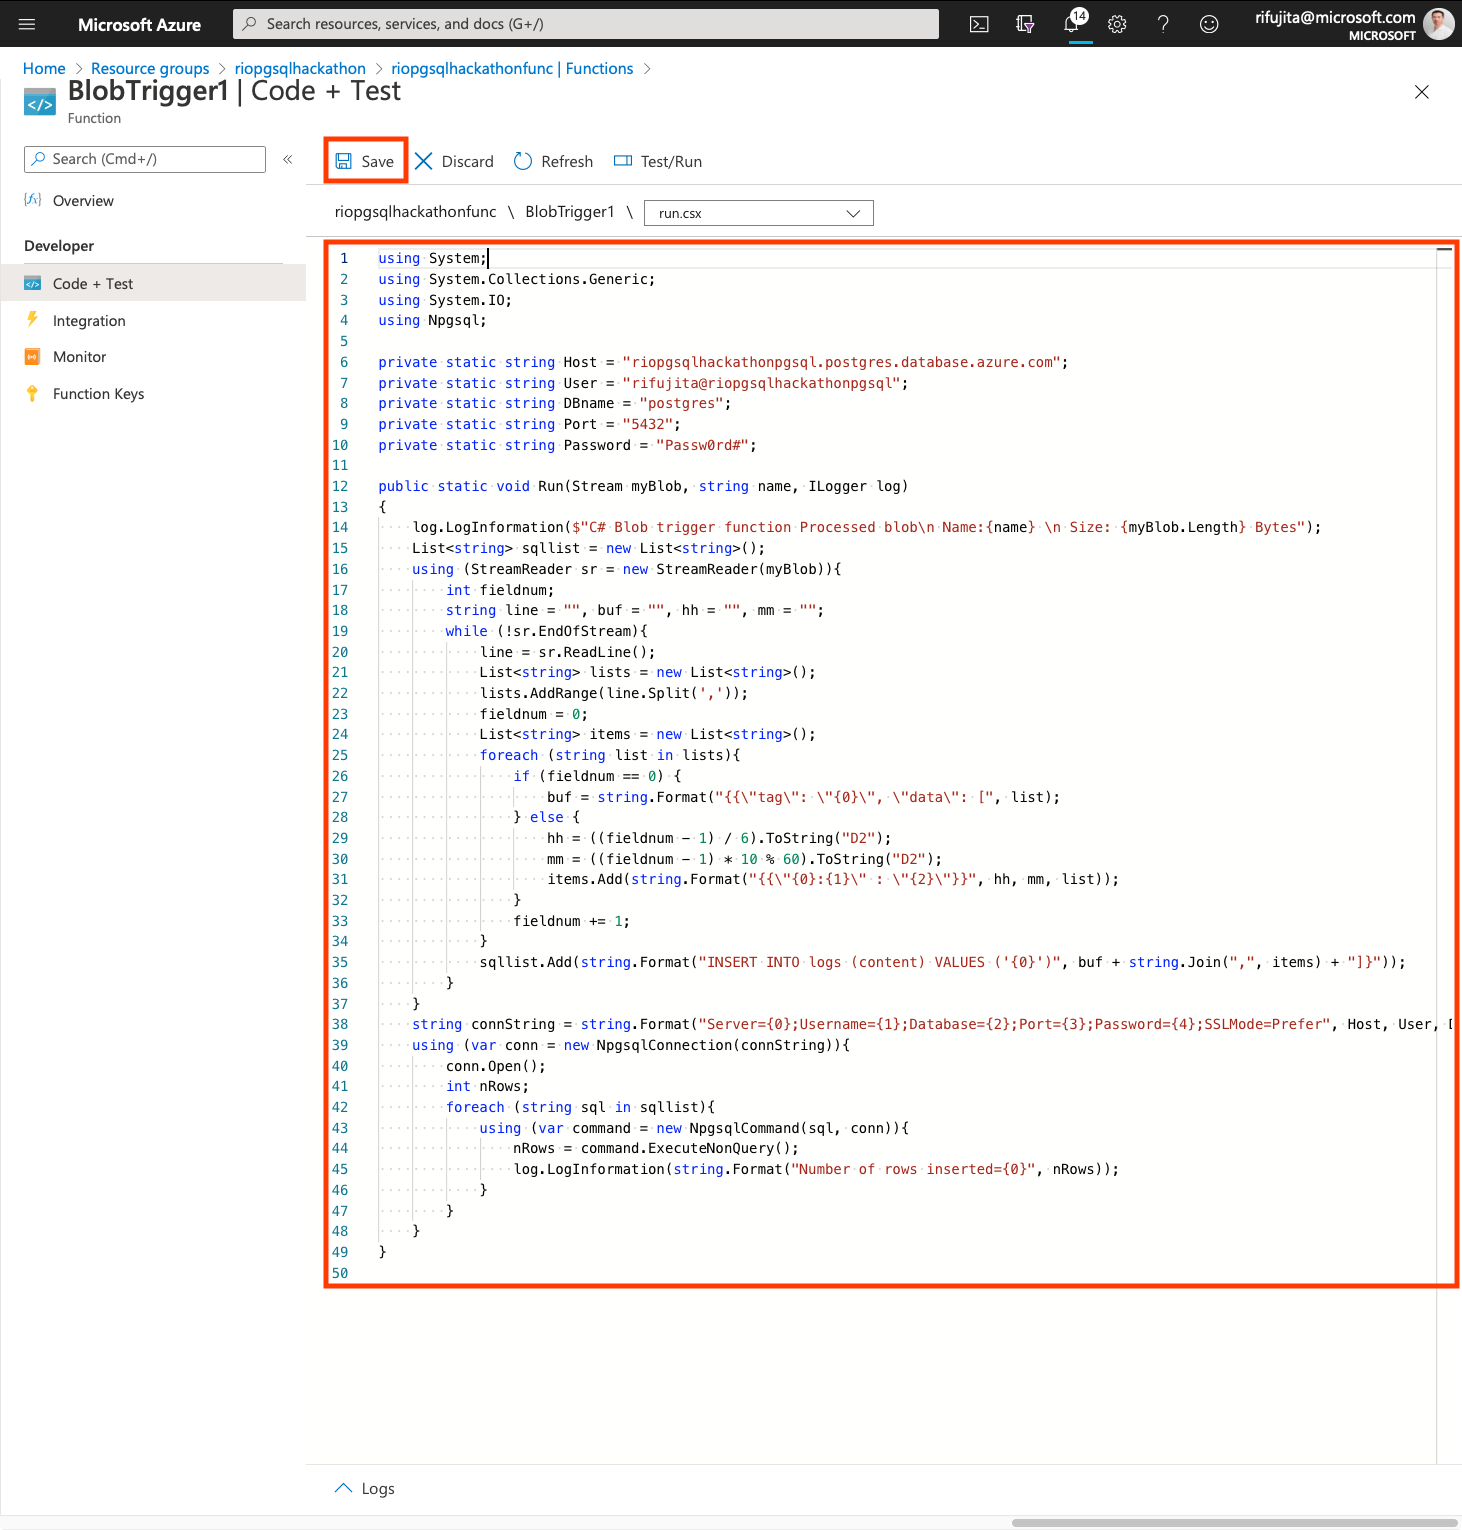 Microsoft Azure
Search resources, services, and docs (G+/)
14
rifujita@microsoft.com
MICROSOFT
Home > Resource groups > riopgsqlhackathon > riopgsqlhackathonfunc | Functions >
BlobTrigger1 | Code + Test
Function
Search (Cmd+/)
«
Overview
Developer
Code + Test
Integration
Monitor
Function Keys
Save
Discard
Refresh
Test/Run
riopgsqlhackathonfunc \ BlobTrigger1 \ run.csx
1 using System;
2 using System.Collections.Generic;
3 using System.IO;
4 using Npgsql;
5
6 private static string Host = "riopgsqlhackathonpgsql.postgres.database.azure.com";
7 private static string User = "rifujita@riopgsqlhackathonpgsql";
8 private static string DBname = "postgres";
9 private static string Port = "5432";
10 private static string Password = "Passw0rd#";
11
12 public static void Run(Stream myBlob, string name, ILogger log)
13 {
14     log.LogInformation($"C# Blob trigger function Processed blob\n Name:{name} \n Size: {myBlob.Length} Bytes");
15     List<string> sqllist = new List<string>();
16     using (StreamReader sr = new StreamReader(myBlob)){
17         int fieldnum;
18         string line = "", buf = "", hh = "", mm = "";
19         while (!sr.EndOfStream){
20             line = sr.ReadLine();
21             List<string> lists = new List<string>();
22             lists.AddRange(line.Split(','));
23             fieldnum = 0;
24             List<string> items = new List<string>();
25             foreach (string list in lists){
26                 if (fieldnum == 0) {
27                     buf = string.Format("{{\"tag\": \"{0}\", \"data\": [", list);
28                 } else {
29                     hh = ((fieldnum - 1) / 6).ToString("D2");
30                     mm = ((fieldnum - 1) * 10 % 60).ToString("D2");
31                     items.Add(string.Format("{{\"{0}:{1}\" : \"{2}\"}}", hh, mm, list));
32                 }
33                 fieldnum += 1;
34             }
35             sqllist.Add(string.Format("INSERT INTO logs (content) VALUES ('{0}')", buf + string.Join(",", items) + "]}"));
36         }
37     }
38     string connString = string.Format("Server={0};Username={1};Database={2};Port={3};Password={4};SSLMode=Prefer", Host, User,
39     using (var conn = new NpgsqlConnection(connString)){
40         conn.Open();
41         int nRows;
42         foreach (string sql in sqllist){
43             using (var command = new NpgsqlCommand(sql, conn)){
44                 nRows = command.ExecuteNonQuery();
45                 log.LogInformation(string.Format("Number of rows inserted={0}", nRows));
46             }
47         }
48     }
49 }
50
Logs